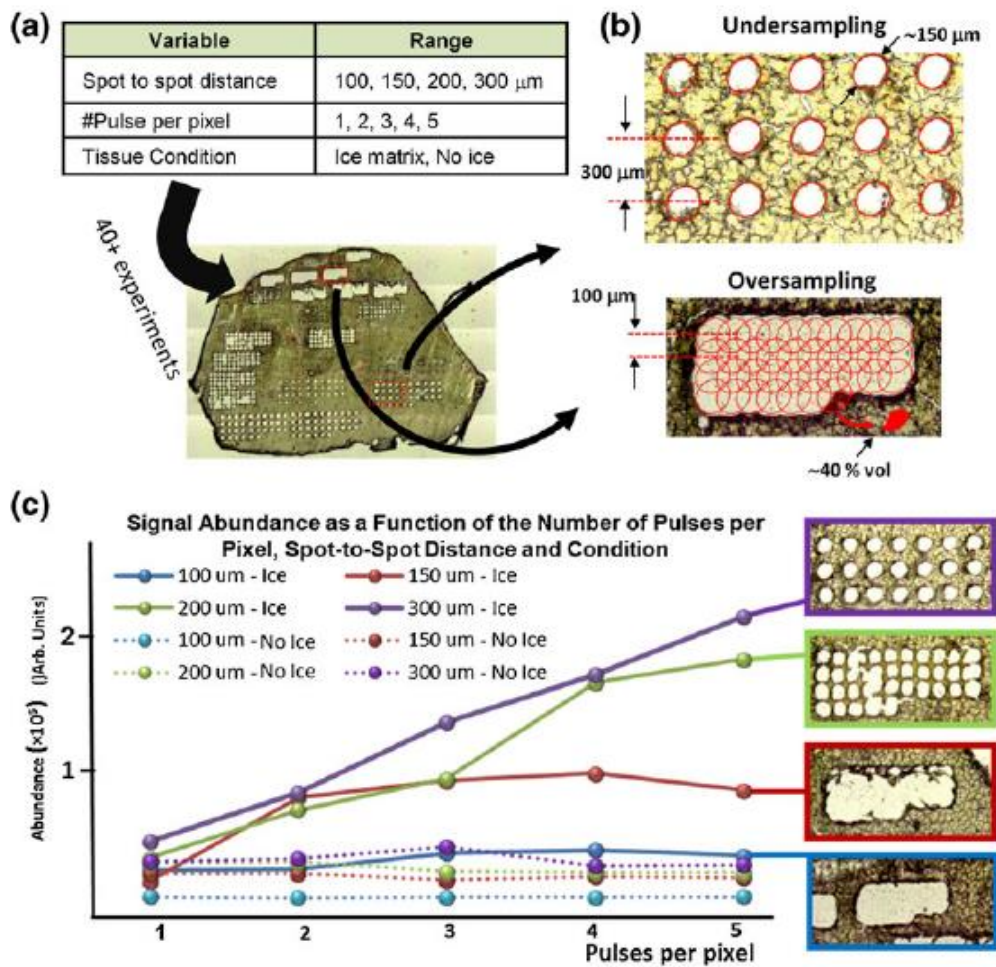 (a)
Variable Range
Spot to spot distance 100, 150, 200, 300 μm
#Pulse per pixel 1, 2, 3, 4, 5
Tissue Condition Ice matrix, No ice
40+ experiments
(b)
Undersampling
~150 μm
300 μm
Oversampling
100 μm
~40 % vol
(c)
Signal Abundance as a Function of the Number of Pulses per
Pixel, Spot-to-Spot Distance and Condition
100 um - Ice 150 um - Ice
200 um - Ice 300 um - Ice
100 um - No Ice 150 um - No Ice
200 um - No Ice 300 um - No Ice
Abundance (×10⁵) (|Arb. Units)
2
1
1 2 3 4 5
Pulses per pixel